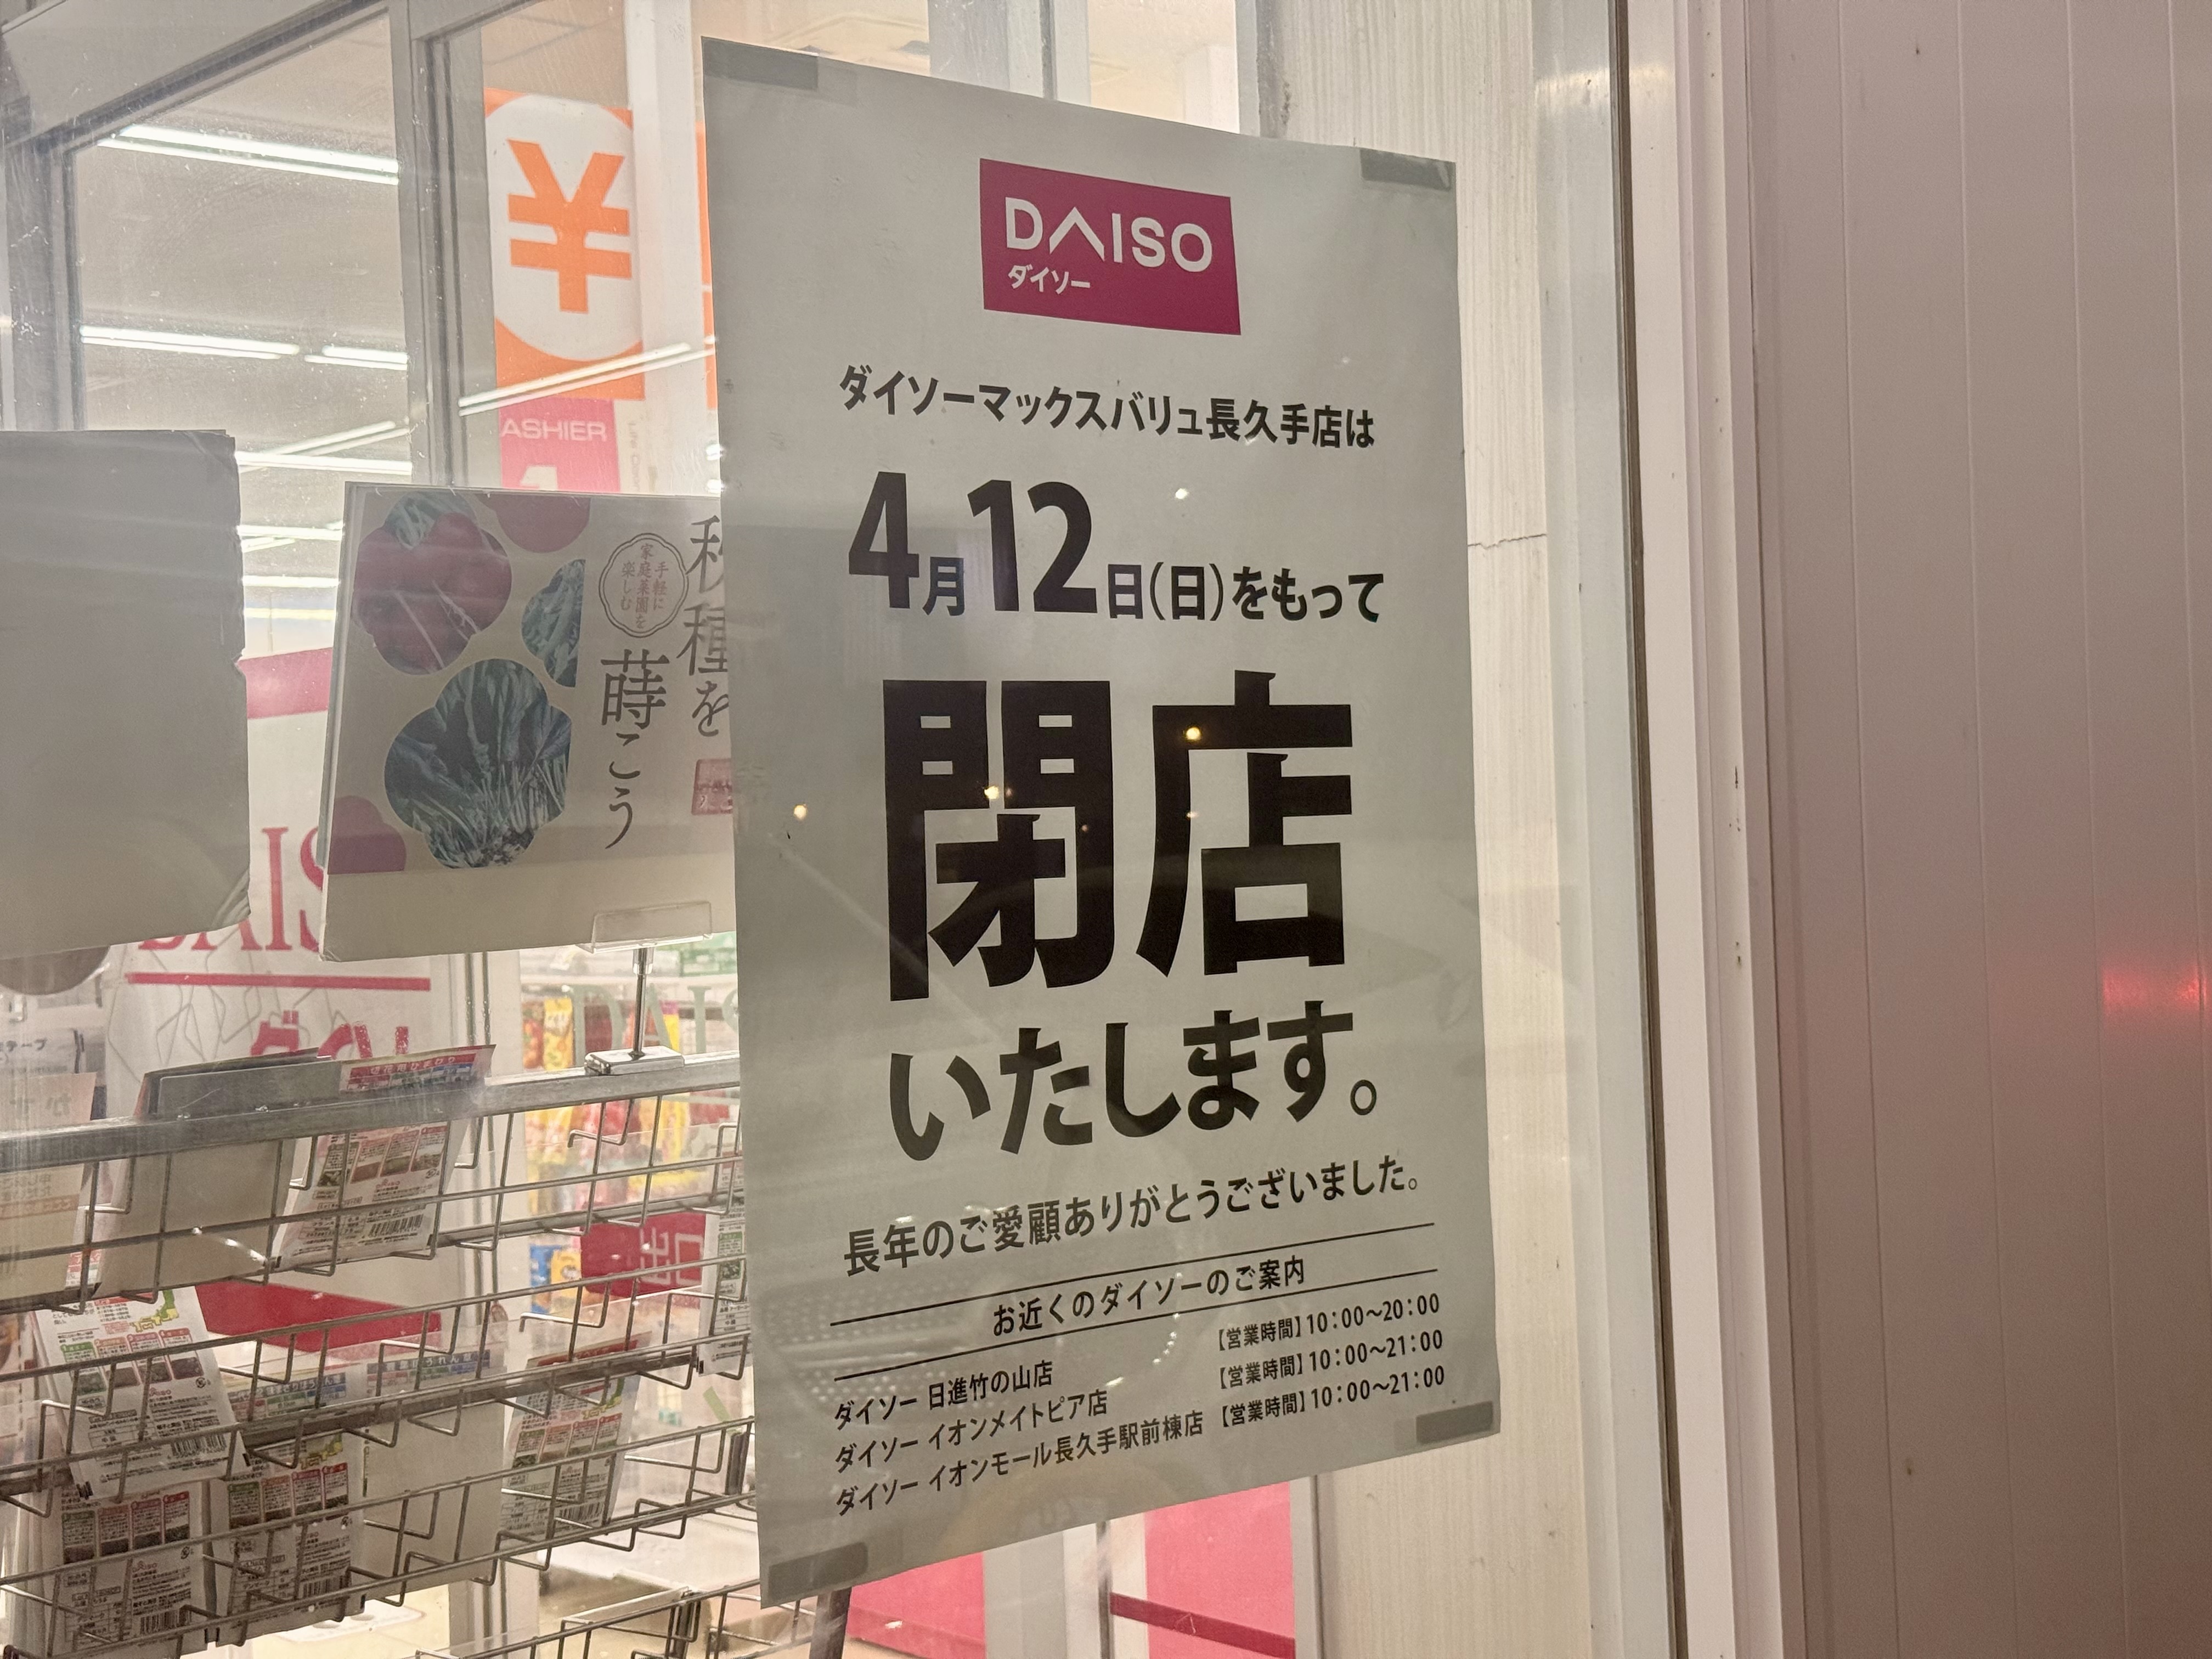 DAISO
ダイソー
ダイソーマックスバリュ長久手店は
4月12日(日)をもって
閉店
いたします。
長年のご愛顧ありがとうございました。
お近くのダイソーのご案内
ダイソー 日進竹の山店 【営業時間】10:00〜20:00
ダイソー イオンメイトピア店 【営業時間】10:00〜21:00
ダイソー イオンモール長久手駅前棟店 【営業時間】10:00〜21:00
¥
ASHIER
1
手軽に
家庭菜園を
楽しむ
秋種を
蒔こう
出口